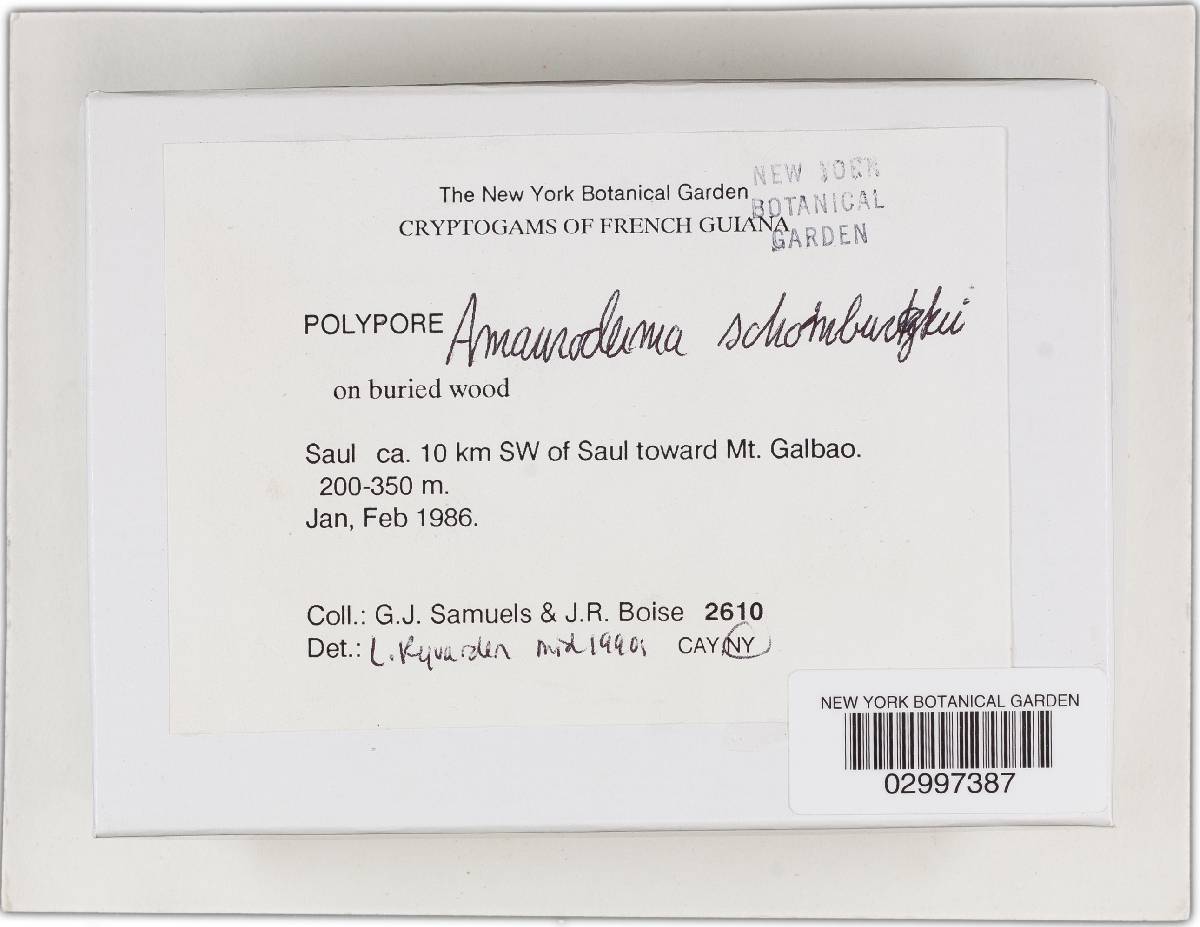 The New York Botanical Garden
CRYPTOGAMS OF FRENCH GUIANA
NEW YORK
BOTANICAL
GARDEN
POLYPORE Amauroderma schomburgkii
on buried wood
Saul ca. 10 km SW of Saul toward Mt. Galbao.
200-350 m.
Jan, Feb 1986.
Coll.: G.J. Samuels & J.R. Boise 2610
Det.: L. Ryvarden mid 1990s CAY, NY
NEW YORK BOTANICAL GARDEN
02997387